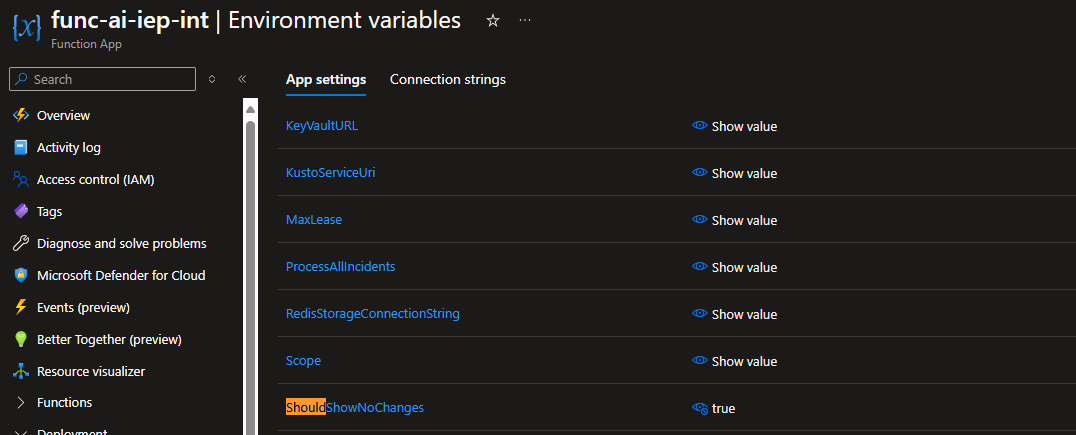 func-ai-iep-int | Environment variables
Function App
Search
Overview
Activity log
Access control (IAM)
Tags
Diagnose and solve problems
Microsoft Defender for Cloud
Events (preview)
Better Together (preview)
Resource visualizer
Functions
Deployment
App settings Connection strings
KeyVaultURL Show value
KustoServiceUri Show value
MaxLease Show value
ProcessAllIncidents Show value
RedisStorageConnectionString Show value
Scope Show value
ShouldShowNoChanges true